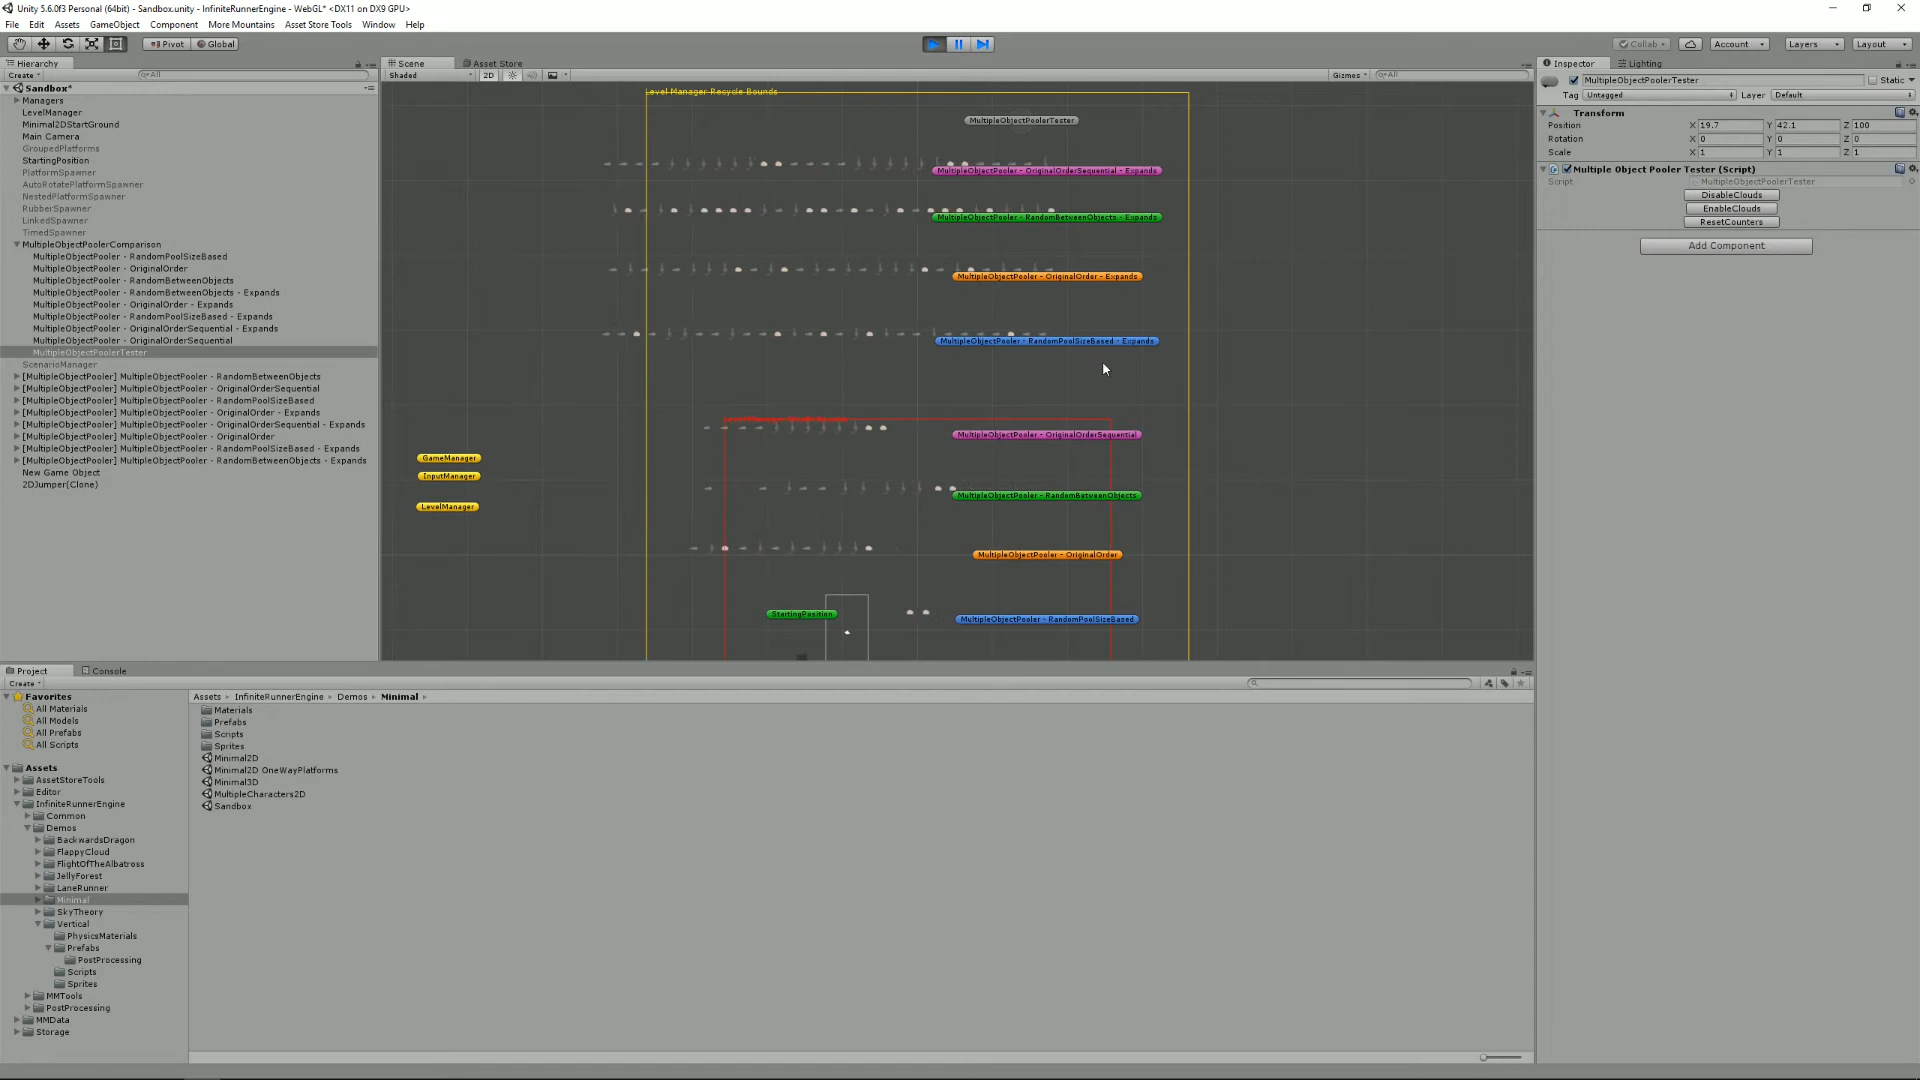 Unity 5.6.0f3 Personal (64bit) - Sandbox.unity - InfiniteRunnerEngine - WebGL* <DX11 on DX9 GPU>
File Edit Assets GameObject Component More Mountains Asset Store Tools Window Help
Pivot Global Collab Account Layers Layout
Hierarchy
Create All
Sandbox*
Managers
LevelManager
Minimal2DStartGround
Main Camera
GroupedPlatforms
StartingPosition
PlatformSpawner
AutoRotatePlatformSpawner
NestedPlatformSpawner
RubberSpawner
LinkedSpawner
TimedSpawner
MultipleObjectPoolerComparison
MultipleObjectPooler - RandomPoolSizeBased
MultipleObjectPooler - OriginalOrder
MultipleObjectPooler - RandomBetweenObjects
MultipleObjectPooler - RandomBetweenObjects - Expands
MultipleObjectPooler - OriginalOrder - Expands
MultipleObjectPooler - RandomPoolSizeBased - Expands
MultipleObjectPooler - OriginalOrderSequential - Expands
MultipleObjectPooler - OriginalOrderSequential
MultipleObjectPoolerTester
ScenarioManager
[MultipleObjectPooler] MultipleObjectPooler - RandomBetweenObjects
[MultipleObjectPooler] MultipleObjectPooler - OriginalOrderSequential
[MultipleObjectPooler] MultipleObjectPooler - RandomPoolSizeBased
[MultipleObjectPooler] MultipleObjectPooler - OriginalOrder - Expands
[MultipleObjectPooler] MultipleObjectPooler - OriginalOrderSequential - Expands
[MultipleObjectPooler] MultipleObjectPooler - OriginalOrder
[MultipleObjectPooler] MultipleObjectPooler - RandomPoolSizeBased - Expands
[MultipleObjectPooler] MultipleObjectPooler - RandomBetweenObjects - Expands
New Game Object
2DJumper(Clone)
Scene Asset Store
Shaded 2D Gizmos All
Level Manager Recycle Bounds
MultipleObjectPoolerTester
MultipleObjectPooler - OriginalOrderSequential - Expands
MultipleObjectPooler - RandomBetweenObjects - Expands
MultipleObjectPooler - OriginalOrder - Expands
MultipleObjectPooler - RandomPoolSizeBased - Expands
MultipleObjectPooler - OriginalOrderSequential
GameManager
InputManager
MultipleObjectPooler - RandomBetweenObjects
LevelManager
MultipleObjectPooler - OriginalOrder
StartingPosition
MultipleObjectPooler - RandomPoolSizeBased
Inspector Lighting
MultipleObjectPoolerTester Static
Tag Untagged Layer Default
Transform
Position X 19.7 Y 42.1 Z 100
Rotation X 0 Y 0 Z 0
Scale X 1 Y 1 Z 1
Multiple Object Pooler Tester (Script)
Script MultipleObjectPoolerTester
DisableClouds
EnableClouds
ResetCounters
Add Component
Project Console
Create
Favorites
All Materials
All Models
All Prefabs
All Scripts
Assets
AssetStoreTools
Editor
InfiniteRunnerEngine
Common
Demos
BackwardsDragon
FlappyCloud
FlightOfTheAlbatross
JellyForest
LaneRunner
Minimal
SkyTheory
Vertical
PhysicsMaterials
Prefabs
PostProcessing
Scripts
Sprites
MMTools
PostProcessing
MMData
Storage
Assets InfiniteRunnerEngine Demos Minimal
Materials
Prefabs
Scripts
Sprites
Minimal2D
Minimal2D OneWayPlatforms
Minimal3D
MultipleCharacters2D
Sandbox